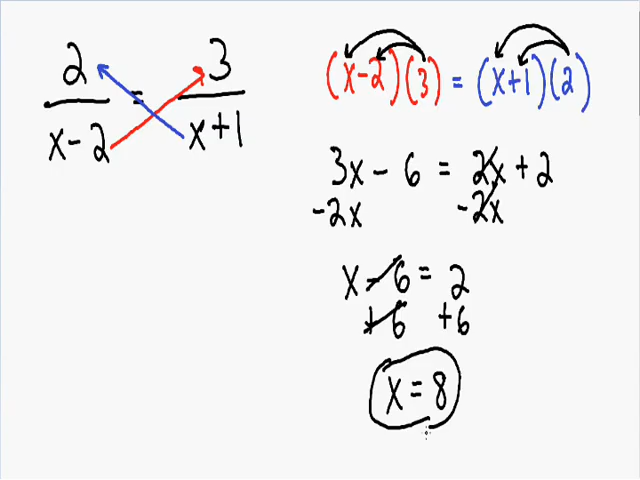 2/(x-2) = 3/(x+1)
(x-2)(3) = (x+1)(2)
3x - 6 = 2x + 2
-2x -2x
x - 6 = 2
+6 +6
x = 8